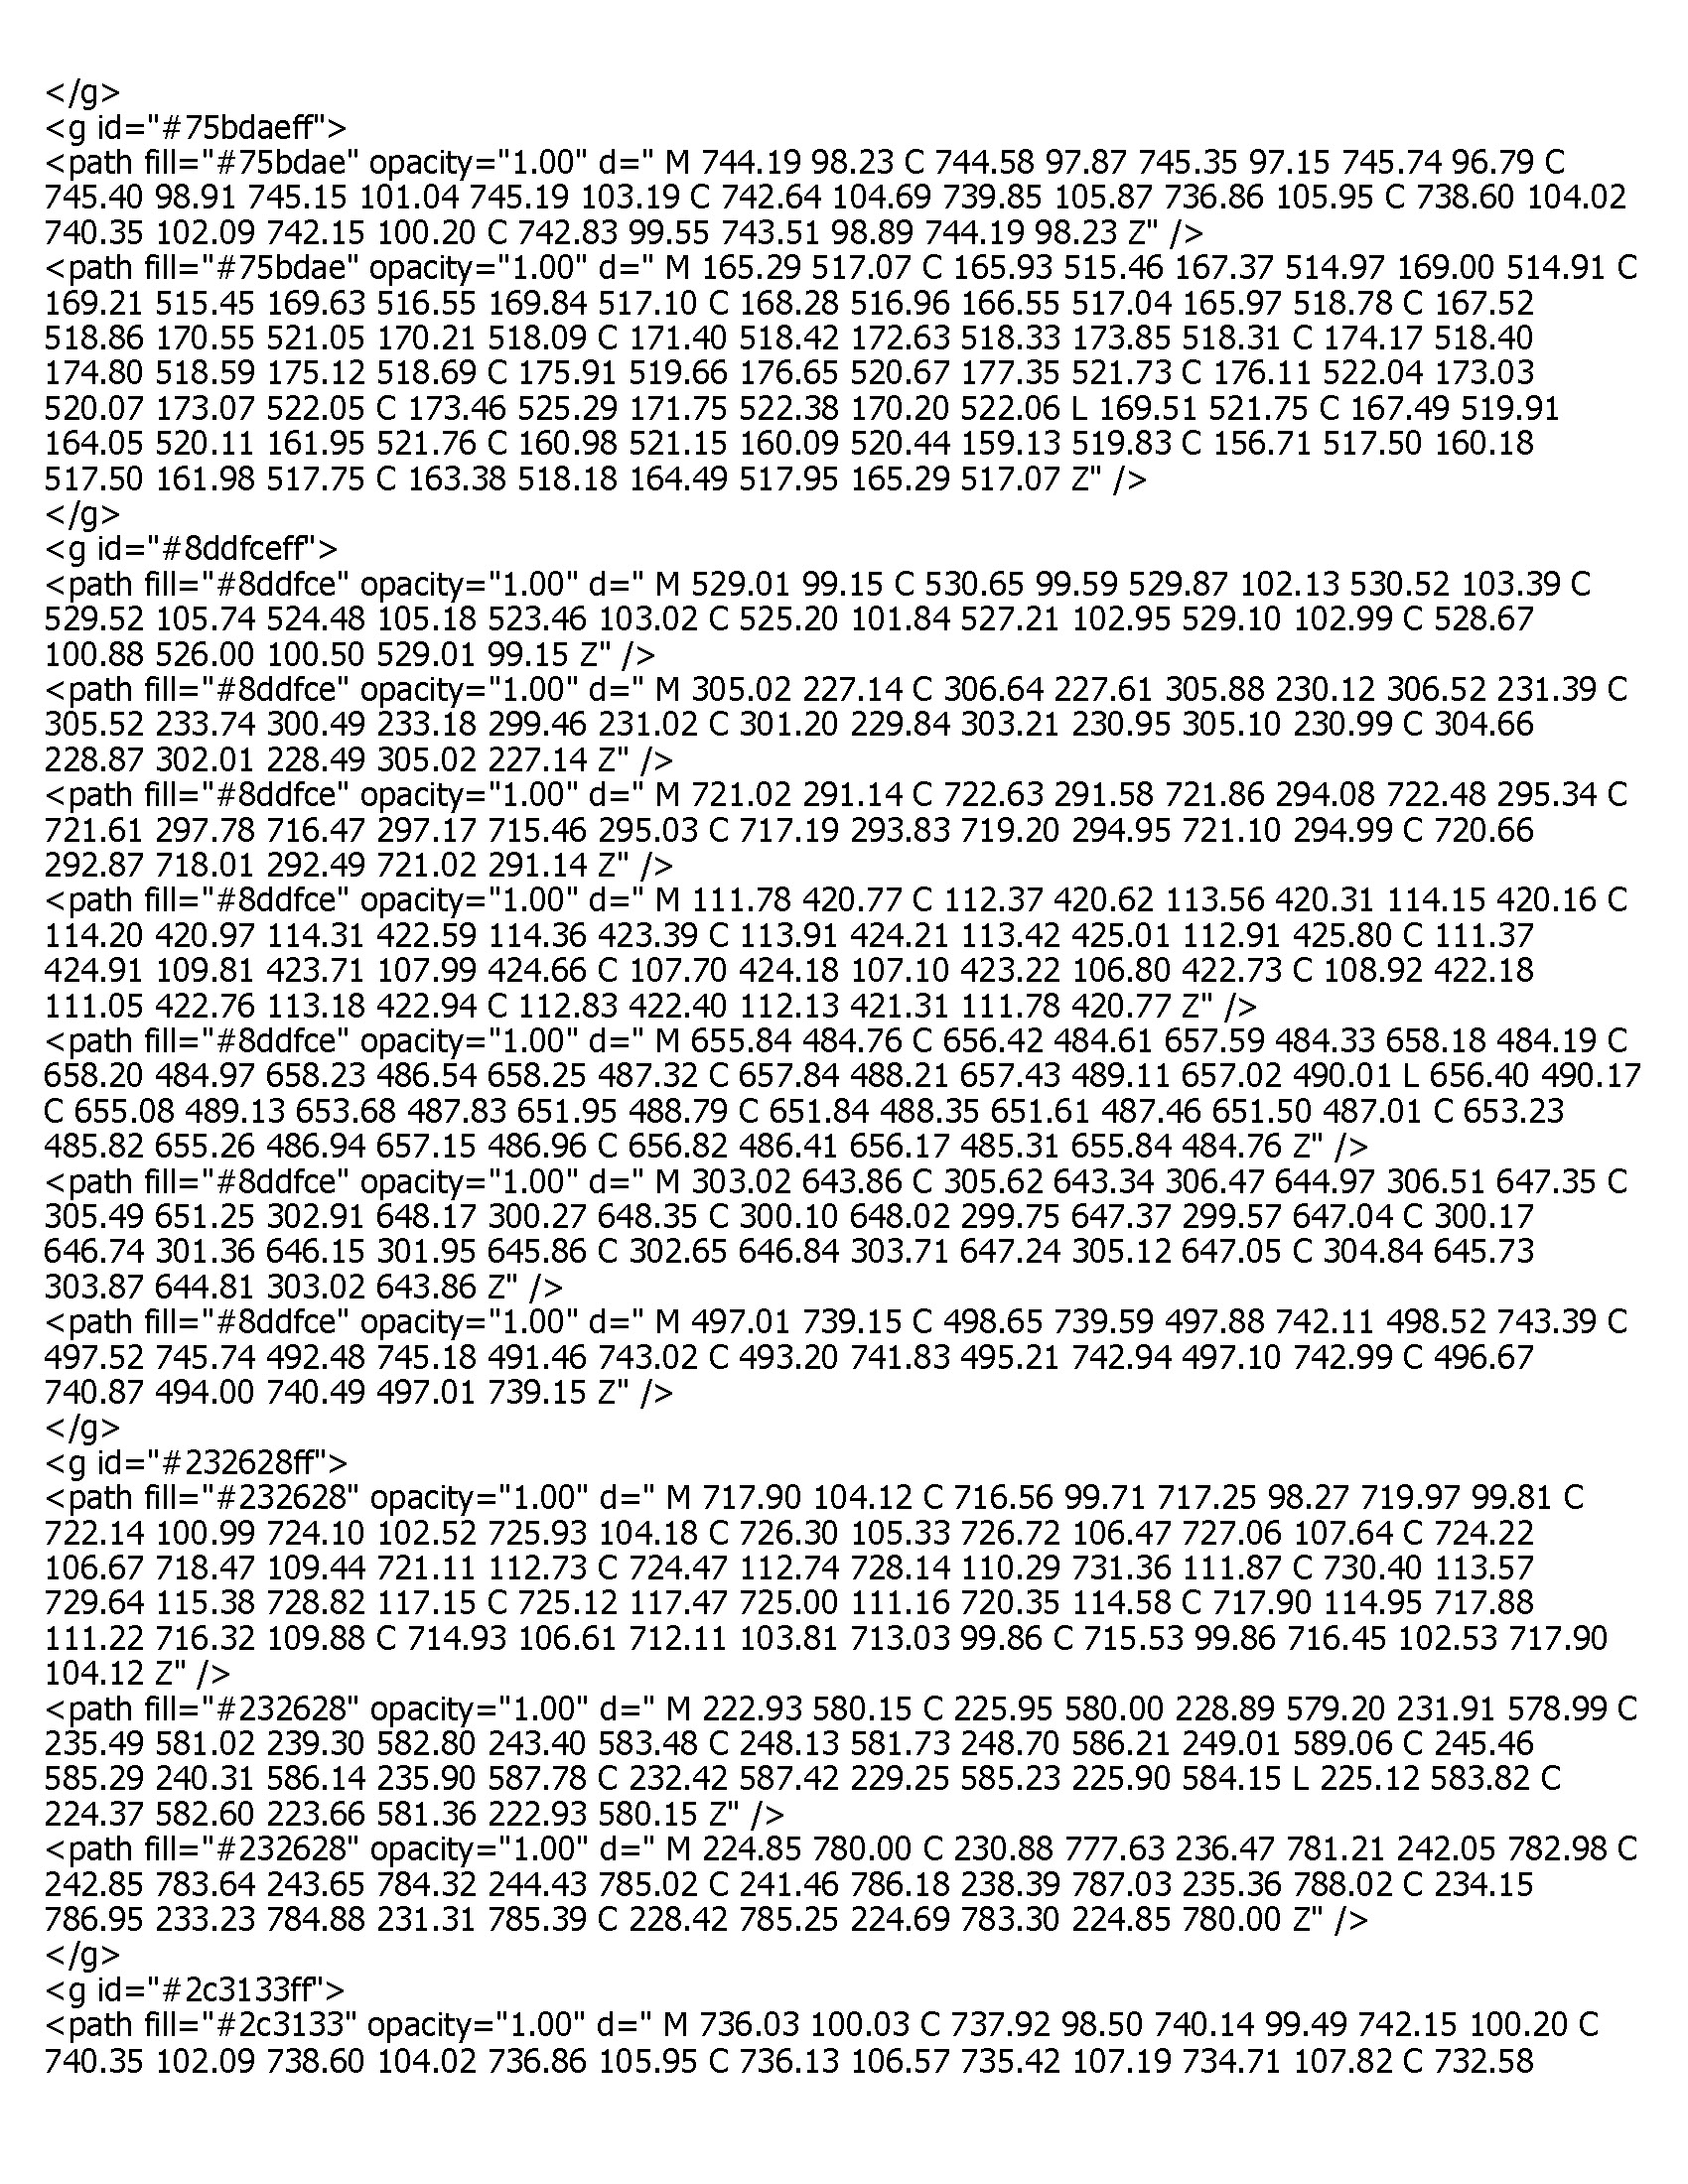 </g>
<g id="#75bdaeff">
<path fill="#75bdae" opacity="1.00" d=" M 744.19 98.23 C 744.58 97.87 745.35 97.15 745.74 96.79 C
745.40 98.91 745.15 101.04 745.19 103.19 C 742.64 104.69 739.85 105.87 736.86 105.95 C 738.60 104.02
740.35 102.09 742.15 100.20 C 742.83 99.55 743.51 98.89 744.19 98.23 Z" />
<path fill="#75bdae" opacity="1.00" d=" M 165.29 517.07 C 165.93 515.46 167.37 514.97 169.00 514.91 C
169.21 515.45 169.63 516.55 169.84 517.10 C 168.28 516.96 166.55 517.04 165.97 518.78 C 167.52
518.86 170.55 521.05 170.21 518.09 C 171.40 518.42 172.63 518.33 173.85 518.31 C 174.17 518.40
174.80 518.59 175.12 518.69 C 175.91 519.66 176.65 520.67 177.35 521.73 C 176.11 522.04 173.03
520.07 173.07 522.05 C 173.46 525.29 171.75 522.38 170.20 522.06 L 169.51 521.75 C 167.49 519.91
164.05 520.11 161.95 521.76 C 160.98 521.15 160.09 520.44 159.13 519.83 C 156.71 517.50 160.18
517.50 161.98 517.75 C 163.38 518.18 164.49 517.95 165.29 517.07 Z" />
</g>
<g id="#8ddfceff">
<path fill="#8ddfce" opacity="1.00" d=" M 529.01 99.15 C 530.65 99.59 529.87 102.13 530.52 103.39 C
529.52 105.74 524.48 105.18 523.46 103.02 C 525.20 101.84 527.21 102.95 529.10 102.99 C 528.67
100.88 526.00 100.50 529.01 99.15 Z" />
<path fill="#8ddfce" opacity="1.00" d=" M 305.02 227.14 C 306.64 227.61 305.88 230.12 306.52 231.39 C
305.52 233.74 300.49 233.18 299.46 231.02 C 301.20 229.84 303.21 230.95 305.10 230.99 C 304.66
228.87 302.01 228.49 305.02 227.14 Z" />
<path fill="#8ddfce" opacity="1.00" d=" M 721.02 291.14 C 722.63 291.58 721.86 294.08 722.48 295.34 C
721.61 297.78 716.47 297.17 715.46 295.03 C 717.19 293.83 719.20 294.95 721.10 294.99 C 720.66
292.87 718.01 292.49 721.02 291.14 Z" />
<path fill="#8ddfce" opacity="1.00" d=" M 111.78 420.77 C 112.37 420.62 113.56 420.31 114.15 420.16 C
114.20 420.97 114.31 422.59 114.36 423.39 C 113.91 424.21 113.42 425.01 112.91 425.80 C 111.37
424.91 109.81 423.71 107.99 424.66 C 107.70 424.18 107.10 423.22 106.80 422.73 C 108.92 422.18
111.05 422.76 113.18 422.94 C 112.83 422.40 112.13 421.31 111.78 420.77 Z" />
<path fill="#8ddfce" opacity="1.00" d=" M 655.84 484.76 C 656.42 484.61 657.59 484.33 658.18 484.19 C
658.20 484.97 658.23 486.54 658.25 487.32 C 657.84 488.21 657.43 489.11 657.02 490.01 L 656.40 490.17
C 655.08 489.13 653.68 487.83 651.95 488.79 C 651.84 488.35 651.61 487.46 651.50 487.01 C 653.23
485.82 655.26 486.94 657.15 486.96 C 656.82 486.41 656.17 485.31 655.84 484.76 Z" />
<path fill="#8ddfce" opacity="1.00" d=" M 303.02 643.86 C 305.62 643.34 306.47 644.97 306.51 647.35 C
305.49 651.25 302.91 648.17 300.27 648.35 C 300.10 648.02 299.75 647.37 299.57 647.04 C 300.17
646.74 301.36 646.15 301.95 645.86 C 302.65 646.84 303.71 647.24 305.12 647.05 C 304.84 645.73
303.87 644.81 303.02 643.86 Z" />
<path fill="#8ddfce" opacity="1.00" d=" M 497.01 739.15 C 498.65 739.59 497.88 742.11 498.52 743.39 C
497.52 745.74 492.48 745.18 491.46 743.02 C 493.20 741.83 495.21 742.94 497.10 742.99 C 496.67
740.87 494.00 740.49 497.01 739.15 Z" />
</g>
<g id="#232628ff">
<path fill="#232628" opacity="1.00" d=" M 717.90 104.12 C 716.56 99.71 717.25 98.27 719.97 99.81 C
722.14 100.99 724.10 102.52 725.93 104.18 C 726.30 105.33 726.72 106.47 727.06 107.64 C 724.22
106.67 718.47 109.44 721.11 112.73 C 724.47 112.74 728.14 110.29 731.36 111.87 C 730.40 113.57
729.64 115.38 728.82 117.15 C 725.12 117.47 725.00 111.16 720.35 114.58 C 717.90 114.95 717.88
111.22 716.32 109.88 C 714.93 106.61 712.11 103.81 713.03 99.86 C 715.53 99.86 716.45 102.53 717.90
104.12 Z" />
<path fill="#232628" opacity="1.00" d=" M 222.93 580.15 C 225.95 580.00 228.89 579.20 231.91 578.99 C
235.49 581.02 239.30 582.80 243.40 583.48 C 248.13 581.73 248.70 586.21 249.01 589.06 C 245.46
585.29 240.31 586.14 235.90 587.78 C 232.42 587.42 229.25 585.23 225.90 584.15 L 225.12 583.82 C
224.37 582.60 223.66 581.36 222.93 580.15 Z" />
<path fill="#232628" opacity="1.00" d=" M 224.85 780.00 C 230.88 777.63 236.47 781.21 242.05 782.98 C
242.85 783.64 243.65 784.32 244.43 785.02 C 241.46 786.18 238.39 787.03 235.36 788.02 C 234.15
786.95 233.23 784.88 231.31 785.39 C 228.42 785.25 224.69 783.30 224.85 780.00 Z" />
</g>
<g id="#2c3133ff">
<path fill="#2c3133" opacity="1.00" d=" M 736.03 100.03 C 737.92 98.50 740.14 99.49 742.15 100.20 C
740.35 102.09 738.60 104.02 736.86 105.95 C 736.13 106.57 735.42 107.19 734.71 107.82 C 732.58